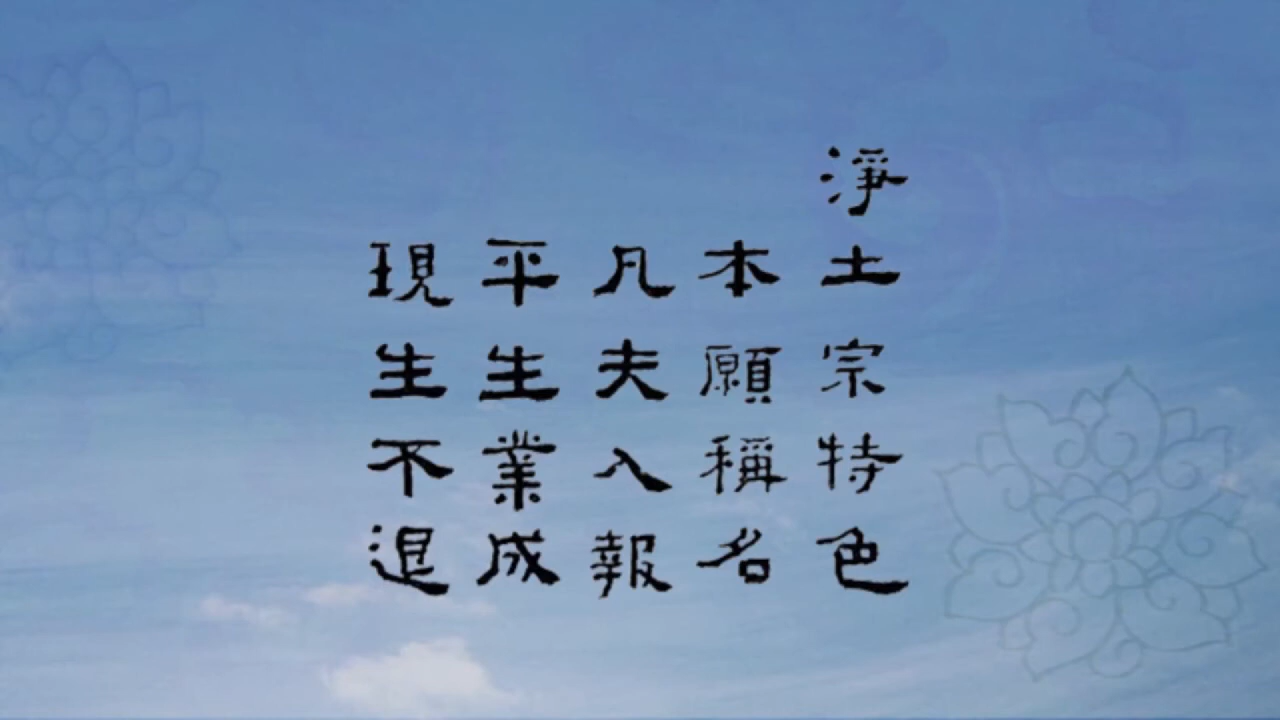 淨土宗特色
本願稱名
凡夫入報
平生業成
現生不退